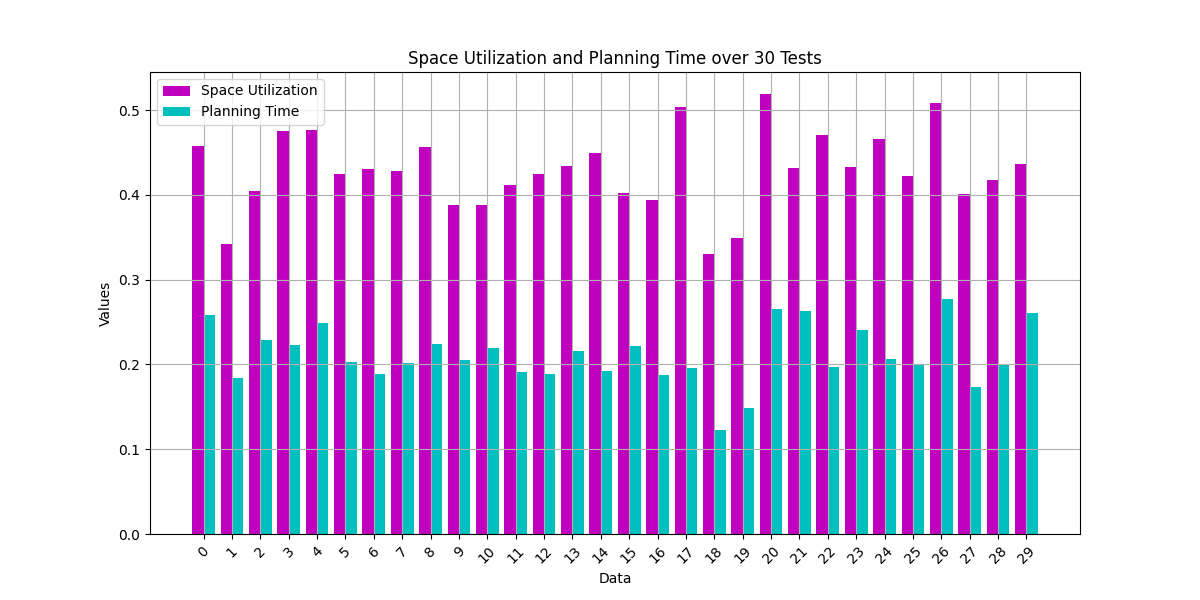 Space Utilization and Planning Time over 30 Tests
Space Utilization
Planning Time
Values
0.5
0.4
0.3
0.2
0.1
0.0
0 1 2 3 4 5 6 7 8 9 10 11 12 13 14 15 16 17 18 19 20 21 22 23 24 25 26 27 28 29
Data